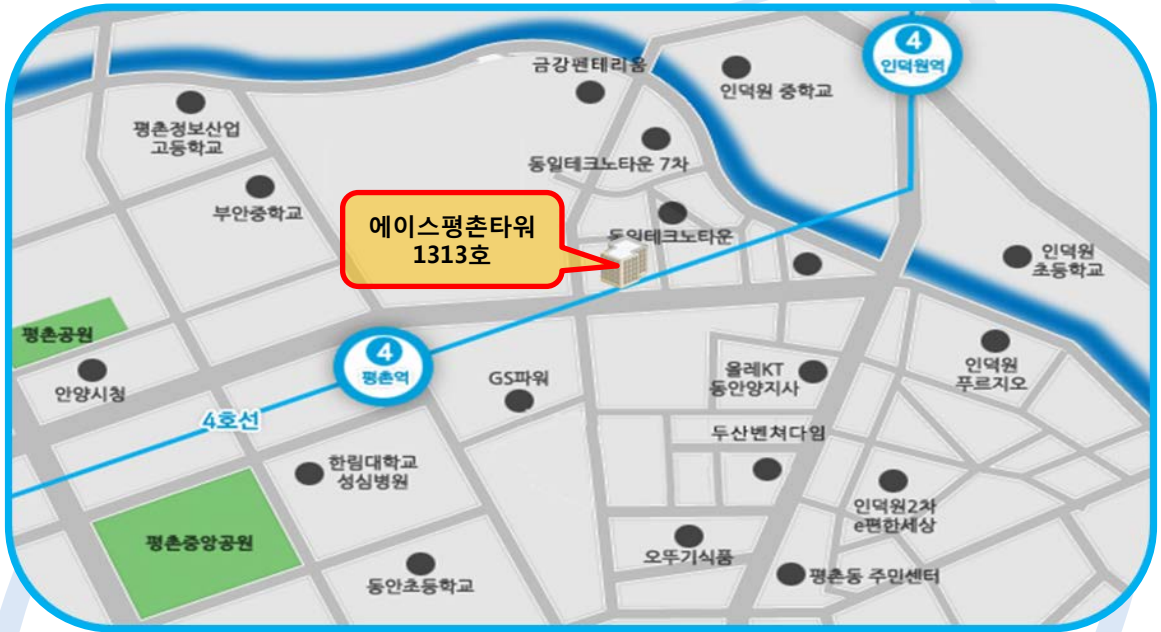 4
인덕원역
금강펜테리움
인덕원 중학교
평촌정보산업
고등학교
동일테크노타운 7차
부안중학교
에이스평촌타워
1313호
동일테크노타운
인덕원
초등학교
평촌공원
4
평촌역
안양시청
GS파워
올레KT
동안양지사
인덕원
푸르지오
4호선
두산벤쳐다임
한림대학교
성심병원
인덕원2차
e편한세상
평촌중앙공원
오뚜기식품
동안초등학교
평촌동 주민센터